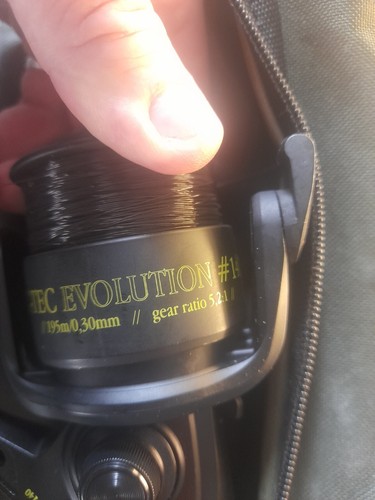 EVOLUTION
195m/0,30mm // gear ratio 5,2:1 //